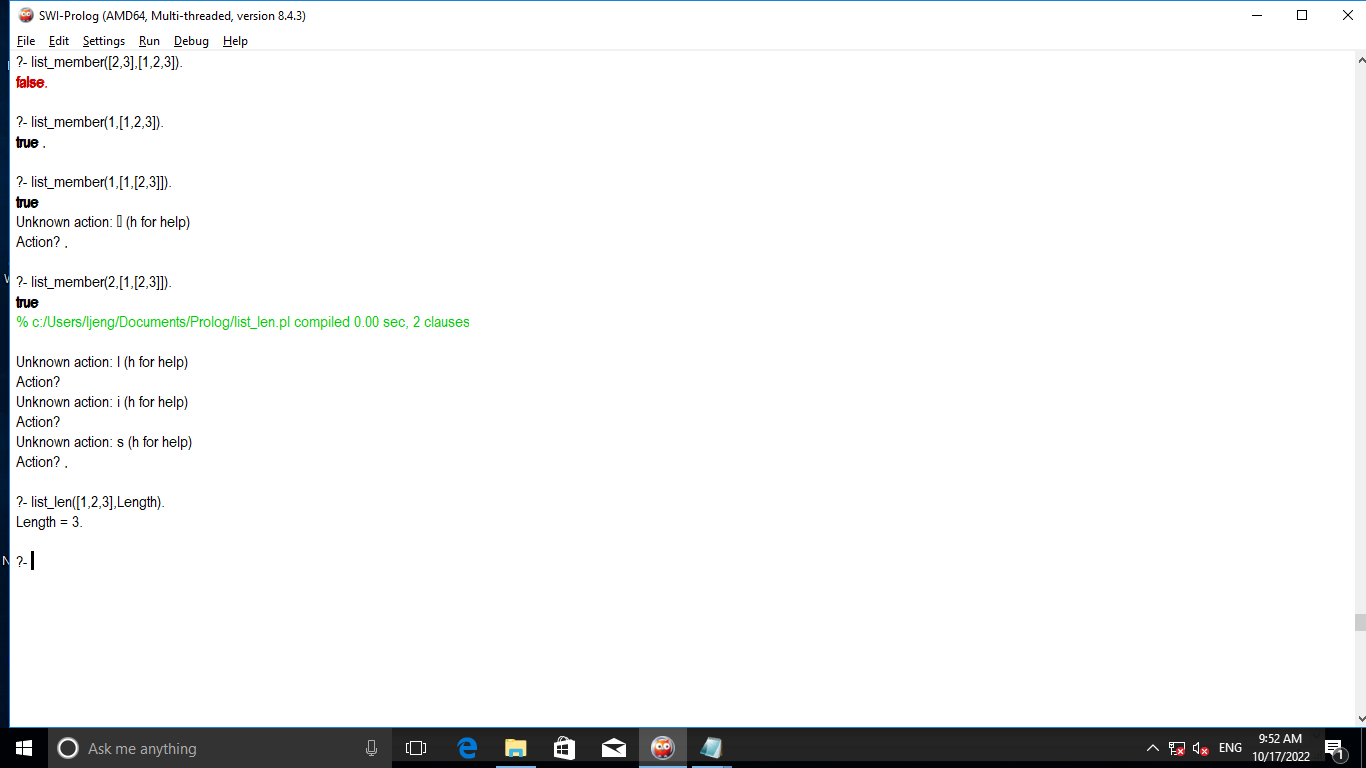 SWI-Prolog (AMD64, Multi-threaded, version 8.4.3)
File Edit Settings Run Debug Help
?- list_member([2,3],[1,2,3]).
false.
?- list_member(1,[1,2,3]).
true .
?- list_member(1,[1,[2,3]]).
true
Unknown action: (h for help)
Action? .
?- list_member(2,[1,[2,3]]).
true
% c:/Users/ljeng/Documents/Prolog/list_len.pl compiled 0.00 sec, 2 clauses
Unknown action: l (h for help)
Action?
Unknown action: i (h for help)
Action?
Unknown action: s (h for help)
Action? .
?- list_len([1,2,3],Length).
Length = 3.
?-
Ask me anything
ENG
9:52 AM
10/17/2022
1